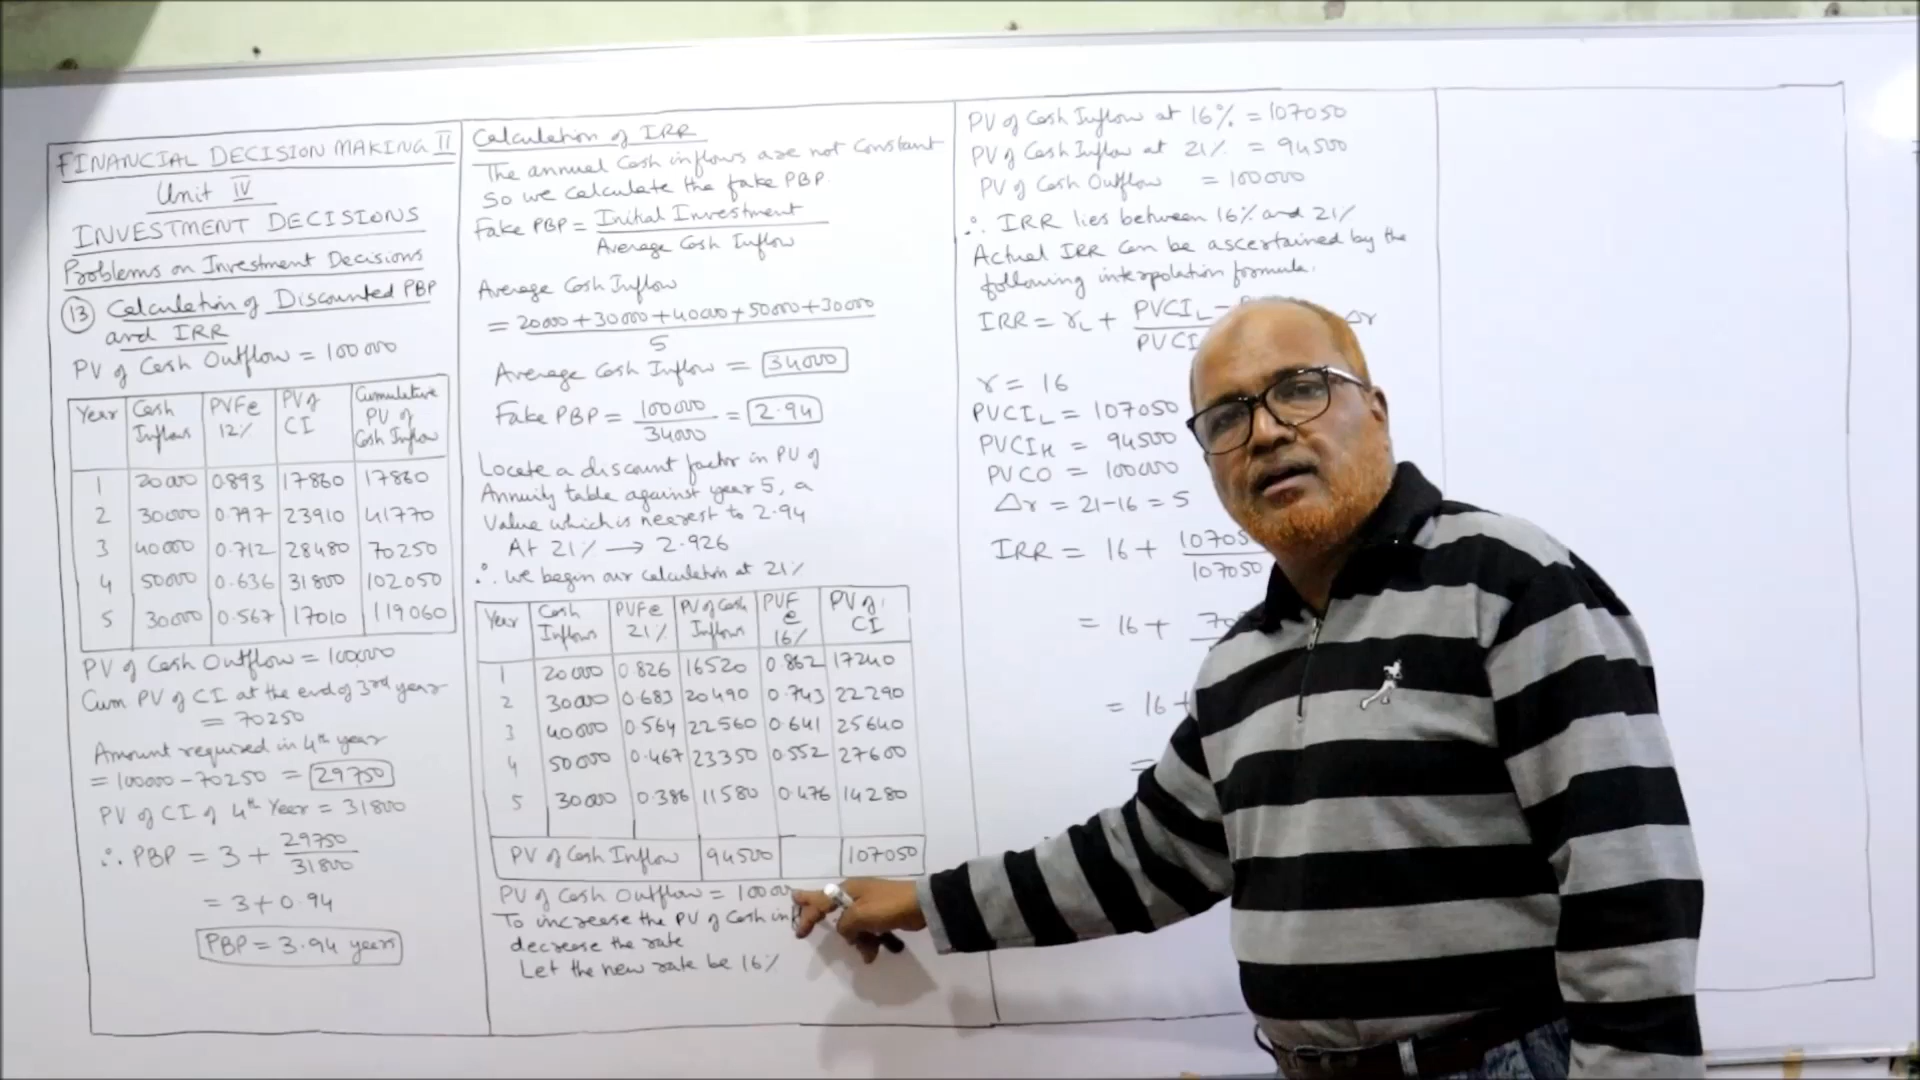 FINANCIAL DECISION MAKING II
Unit IV
INVESTMENT DECISIONS
Problems on Investment Decisions
13 Calculation of Discounted PBP
and IRR
PV of Cash Outflow = 100000
Year Cash Inflows PVFe 12% PV of CI Cumulative PV of Cash Inflow
1 20000 0.893 17860 17860
2 30000 0.797 23910 41770
3 40000 0.712 28480 70250
4 50000 0.636 31800 102050
5 30000 0.567 17010 119060
PV of Cash Outflow = 100000
Cum PV of CI at the end of 3rd year
= 70250
Amount required in 4th year
= 100000 - 70250 = 29750
PV of CI of 4th Year = 31800
∴ PBP = 3 + 29750/31800
= 3 + 0.94
PBP = 3.94 years
Calculation of IRR
The annual Cash inflows are not Constant
So we calculate the fake PBP.
Fake PBP = Initial Investment / Average Cash Inflow
Average Cash Inflow
= 20000 + 30000 + 40000 + 50000 + 30000 / 5
Average Cash Inflow = 34000
Fake PBP = 100000/34000 = 2.94
Locate a discount factor in PV of
Annuity table against year 5, a
Value which is nearest to 2.94
At 21% → 2.926
∴ We begin our calculation at 21%
Year Cash Inflows PVFe 21% PV of Cash Inflows PVFe 16% PV of CI
1 20000 0.826 16520 0.862 17240
2 30000 0.683 20490 0.743 22290
3 40000 0.564 22560 0.641 25640
4 50000 0.467 23350 0.552 27600
5 30000 0.386 11580 0.476 14280
PV of Cash Inflow 94500 107050
PV of Cash Outflow = 10000
To increase the PV of Cash inf
decrease the rate
Let the new rate be 16%
PV of Cash Inflow at 16% = 107050
PV of Cash Inflow at 21% = 94500
PV of Cash Outflow = 100000
∴ IRR lies between 16% and 21%
Actual IRR Can be ascertained by the
following interpolation formula.
IRR = rL + PVCIL - / PVCI Δr
r = 16
PVCIL = 107050
PVCIH = 94500
PVCO = 100000
Δr = 21-16 = 5
IRR = 16 + 10705 / 107050
= 16 + 70
= 16 +
=